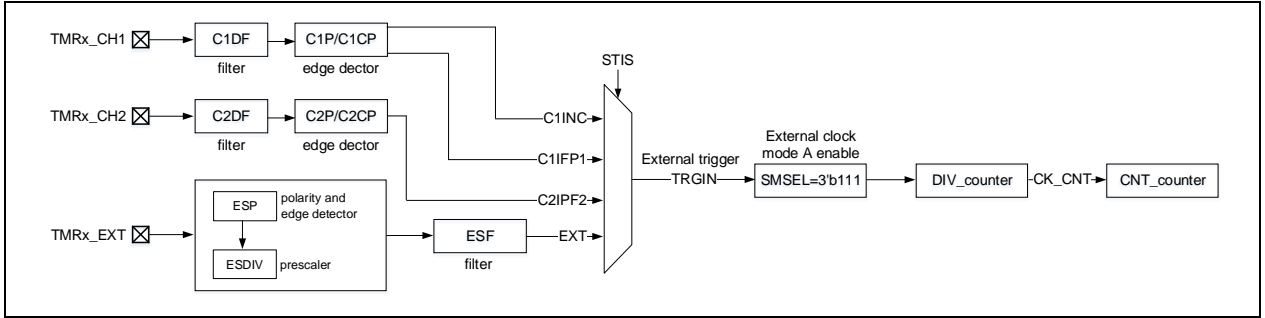 TMRx_CH1
C1DF
filter
C1P/C1CP
edge dector
TMRx_CH2
C2DF
filter
C2P/C2CP
edge dector
TMRx_EXT
ESP
polarity and
edge detector
ESDIV
prescaler
ESF
filter
STIS
C1INC
C1IFP1
C2IPF2
EXT
External trigger
TRGIN
External clock
mode A enable
SMSEL=3'b111
DIV_counter
CK_CNT
CNT_counter